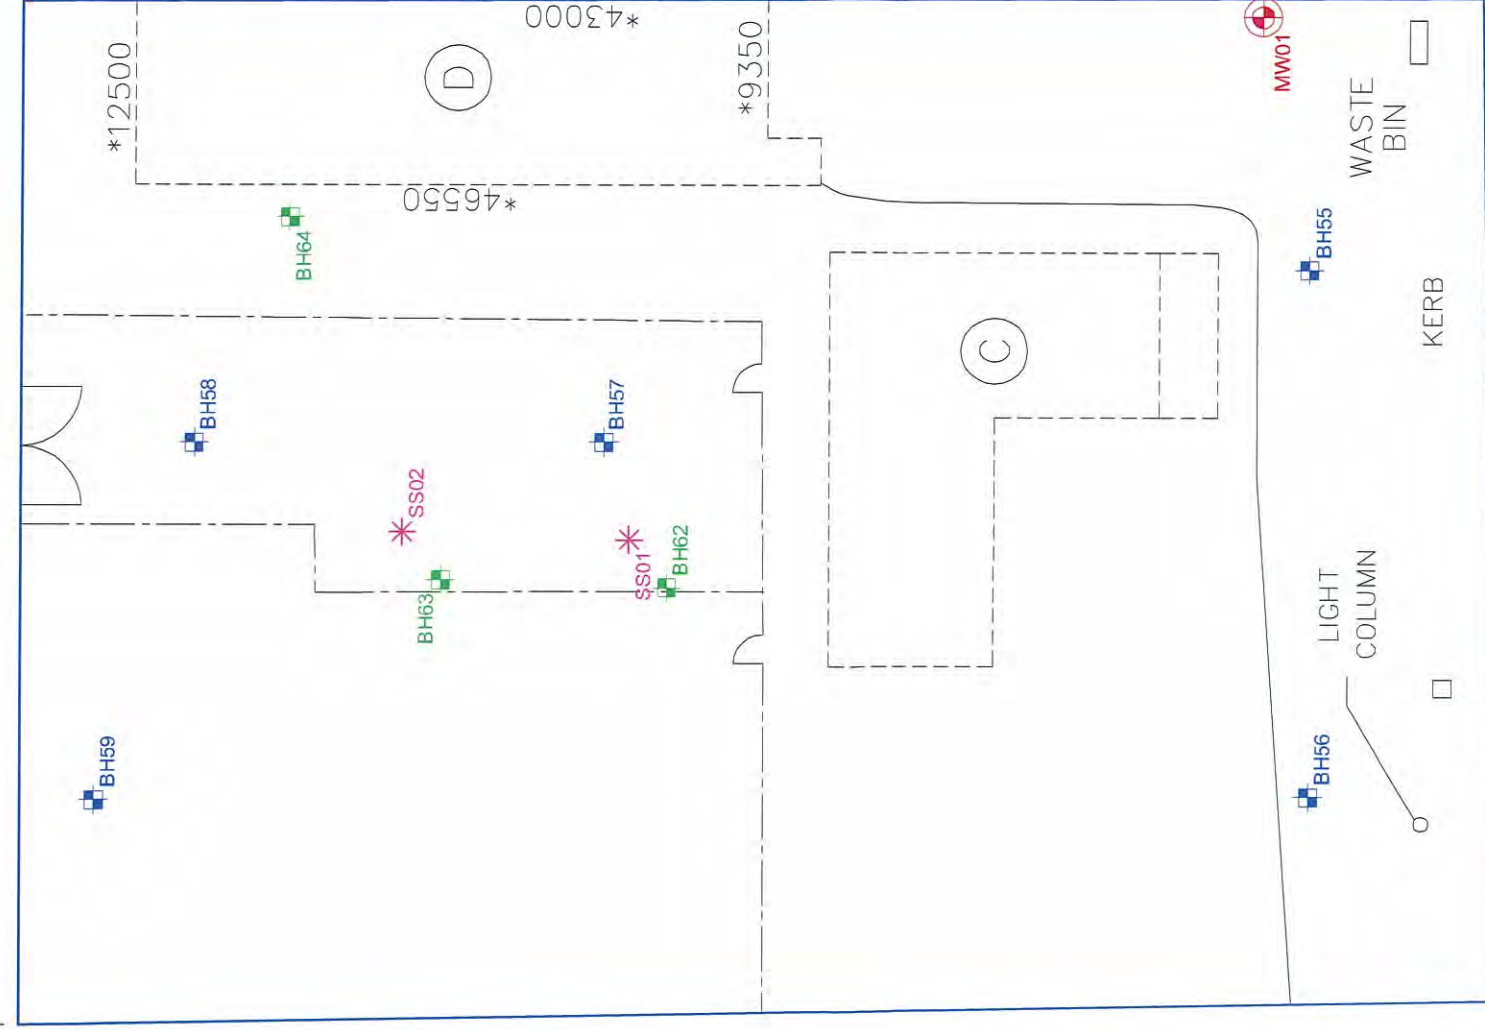 *12500
*43000
D
*9350
MW01
WASTE
BIN
*46550
BH64
BH55
KERB
C
BH58
BH57
SS02
SS01
BH62
BH63
LIGHT
COLUMN
BH59
BH56